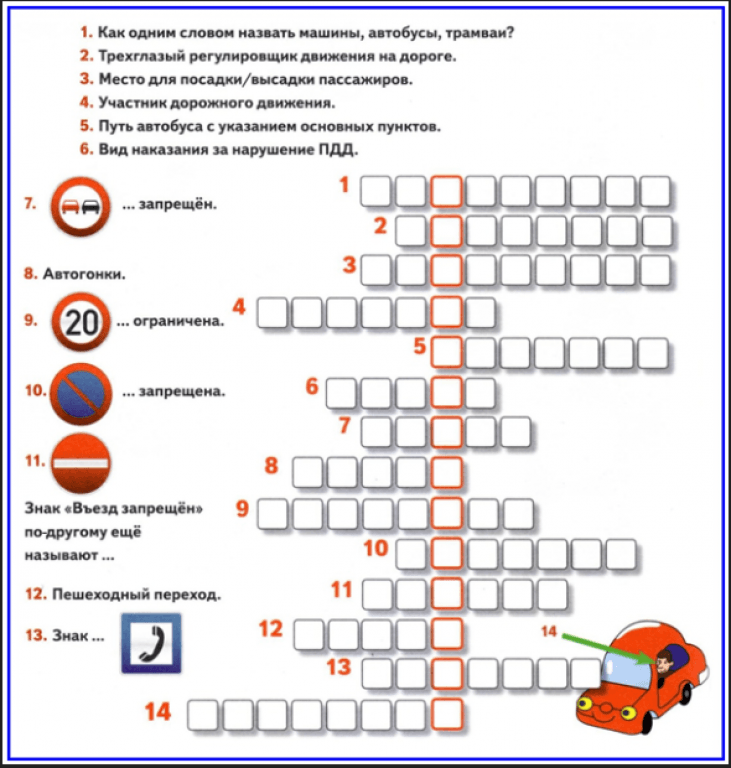 1. Как одним словом назвать машины, автобусы, трамваи?
2. Трехглазый регулировщик движения на дороге.
3. Место для посадки/высадки пассажиров.
4. Участник дорожного движения.
5. Путь автобуса с указанием основных пунктов.
6. Вид наказания за нарушение ПДД.
7. ... запрещён.
8. Автогонки.
9. 20 ... ограничена.
10. ... запрещена.
11.
Знак «Въезд запрещён»
по-другому ещё
называют ...
12. Пешеходный переход.
13. Знак ...
1
2
3
4
5
6
7
8
9
10
11
12
13
14
14